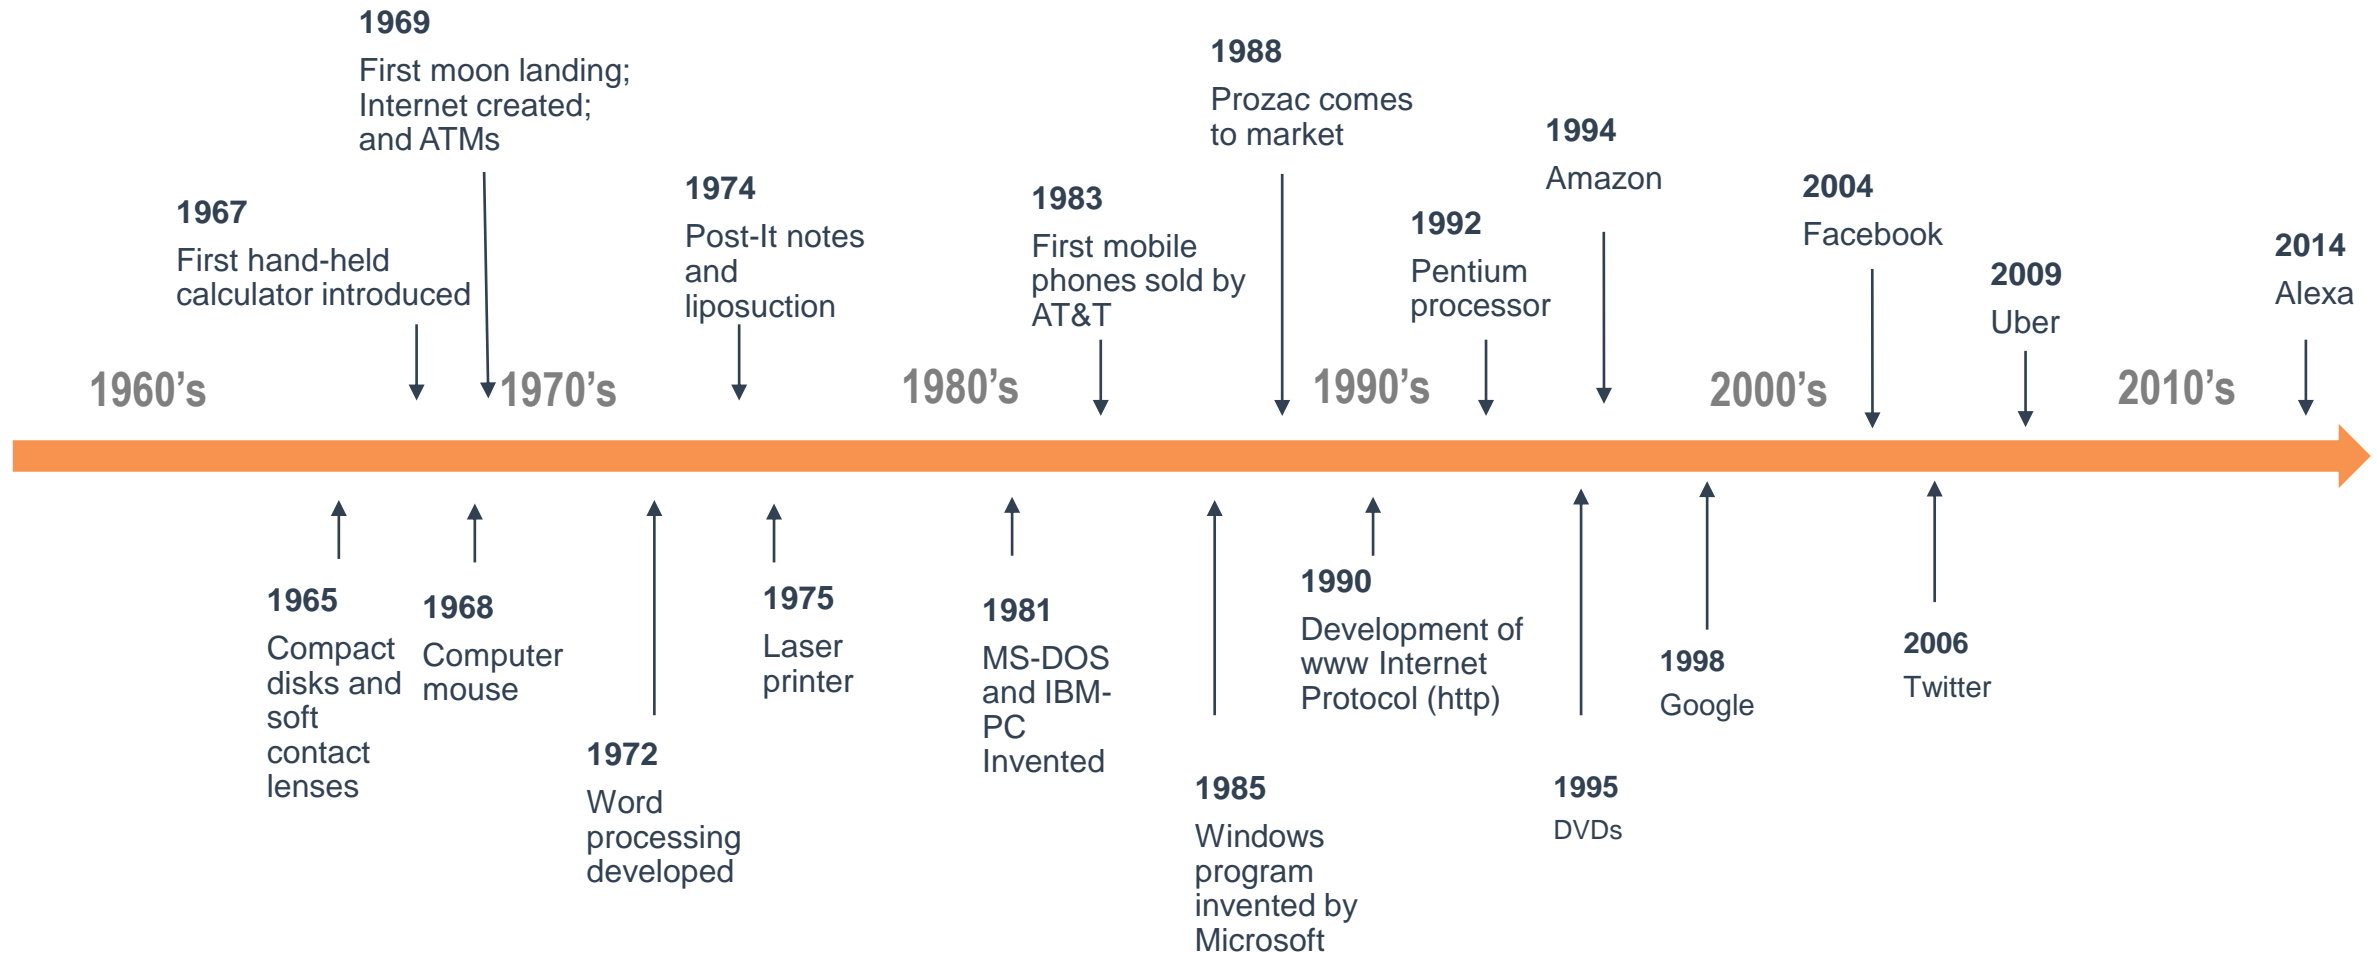 1969
First moon landing;
Internet created;
and ATMs
1988
Prozac comes
to market
1994
Amazon
1974
Post-It notes
and
liposuction
1983
First mobile
phones sold by
AT&T
2004
Facebook
1967
First hand-held
calculator introduced
1992
Pentium
processor
2014
Alexa
2009
Uber
1960’s
1970’s
1980’s
1990’s
2000’s
2010’s
1965
Compact
disks and
soft
contact
lenses
1968
Computer
mouse
1972
Word
processing
developed
1975
Laser
printer
1981
MS-DOS
and IBM-
PC
Invented
1985
Windows
program
invented by
Microsoft
1990
Development of
www Internet
Protocol (http)
1995
DVDs
1998
Google
2006
Twitter